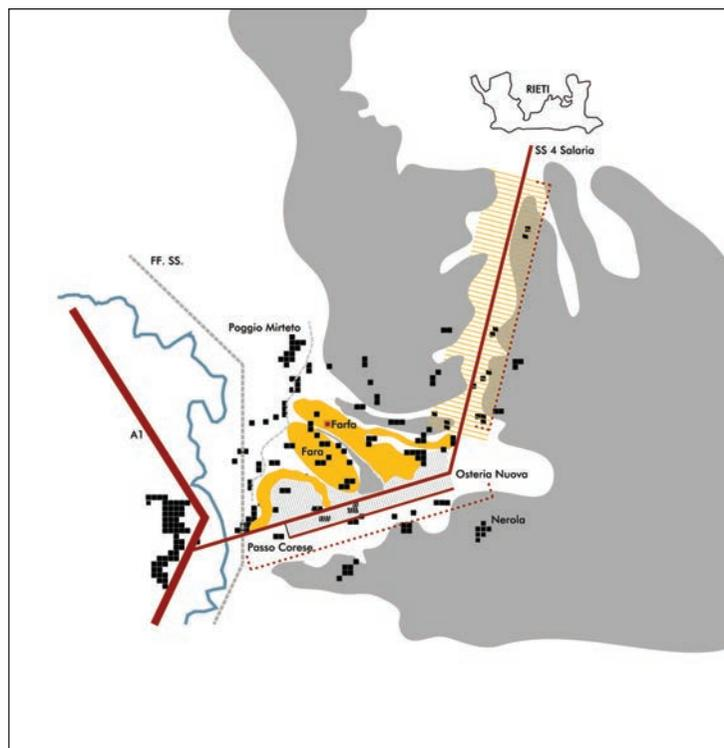 RIETI
SS 4 Salaria
FF. SS.
Poggio Mirteto
A1
Farfa
Fara
Osteria Nuova
Nerola
Passo Corese